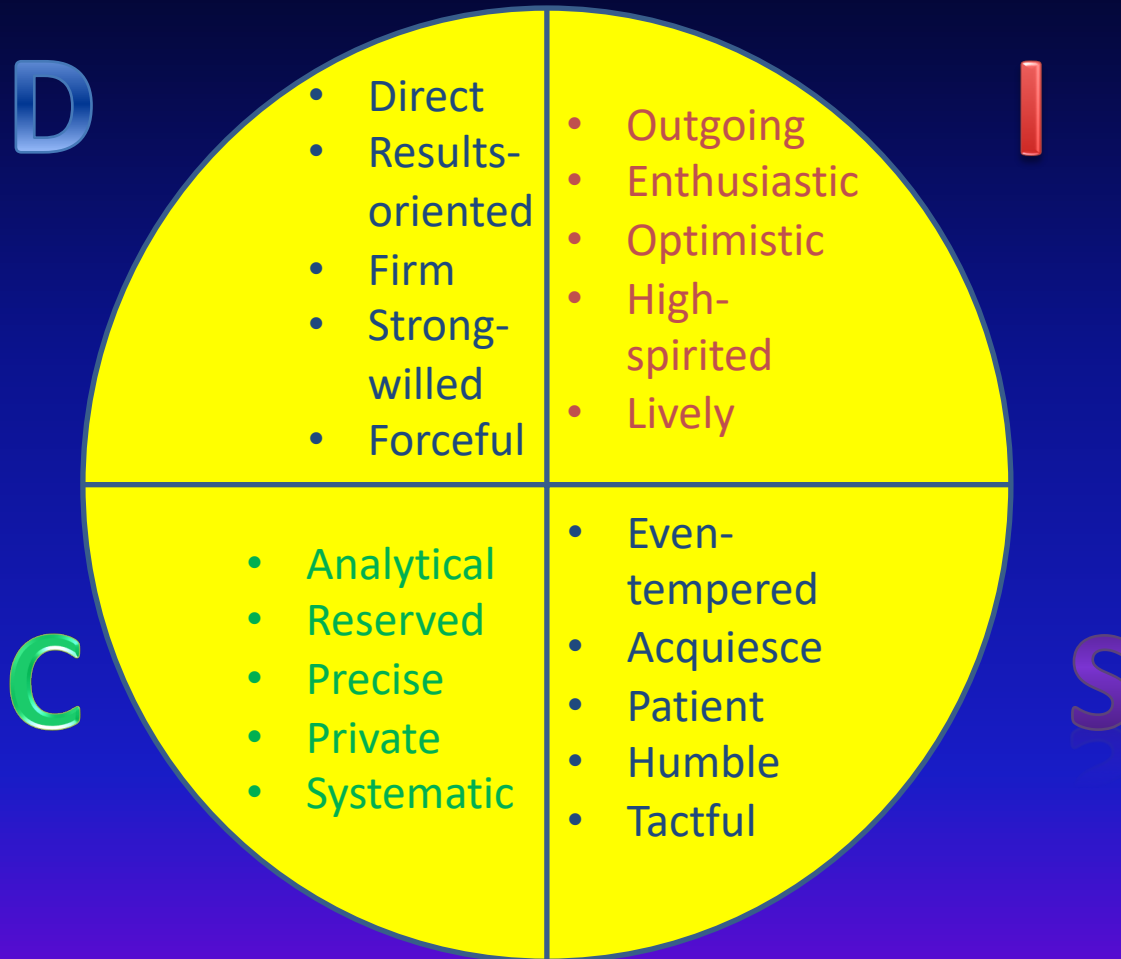 D
• Direct
• Results-
oriented
• Firm
• Strong-
willed
• Forceful
I
• Outgoing
• Enthusiastic
• Optimistic
• High-
spirited
• Lively
C
• Analytical
• Reserved
• Precise
• Private
• Systematic
• Even-
tempered
• Acquiesce
• Patient
• Humble
• Tactful
S